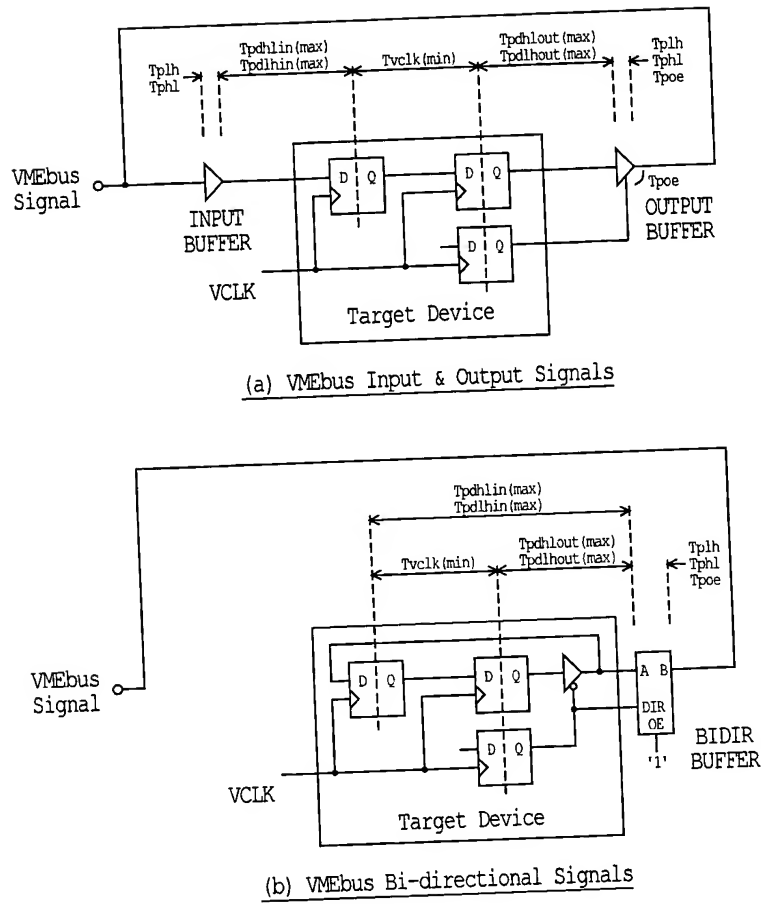 Tpdhlin(max)
Tpdlhin(max)
Tvclk(min)
Tpdhlout(max)
Tpdlhout(max)
Tplh
Tphl
Tplh
Tphl
Tpoe
VMEbus
Signal
INPUT
BUFFER
D Q
D Q
D Q
Tpoe
OUTPUT
BUFFER
VCLK
Target Device
(a) VMEbus Input & Output Signals
Tpdhlin(max)
Tpdlhin(max)
Tvclk(min)
Tpdhlout(max)
Tpdlhout(max)
Tplh
Tphl
Tpoe
VMEbus
Signal
D Q
D Q
D Q
A B
DIR
OE
'1'
BIDIR
BUFFER
VCLK
Target Device
(b) VMEbus Bi-directional Signals